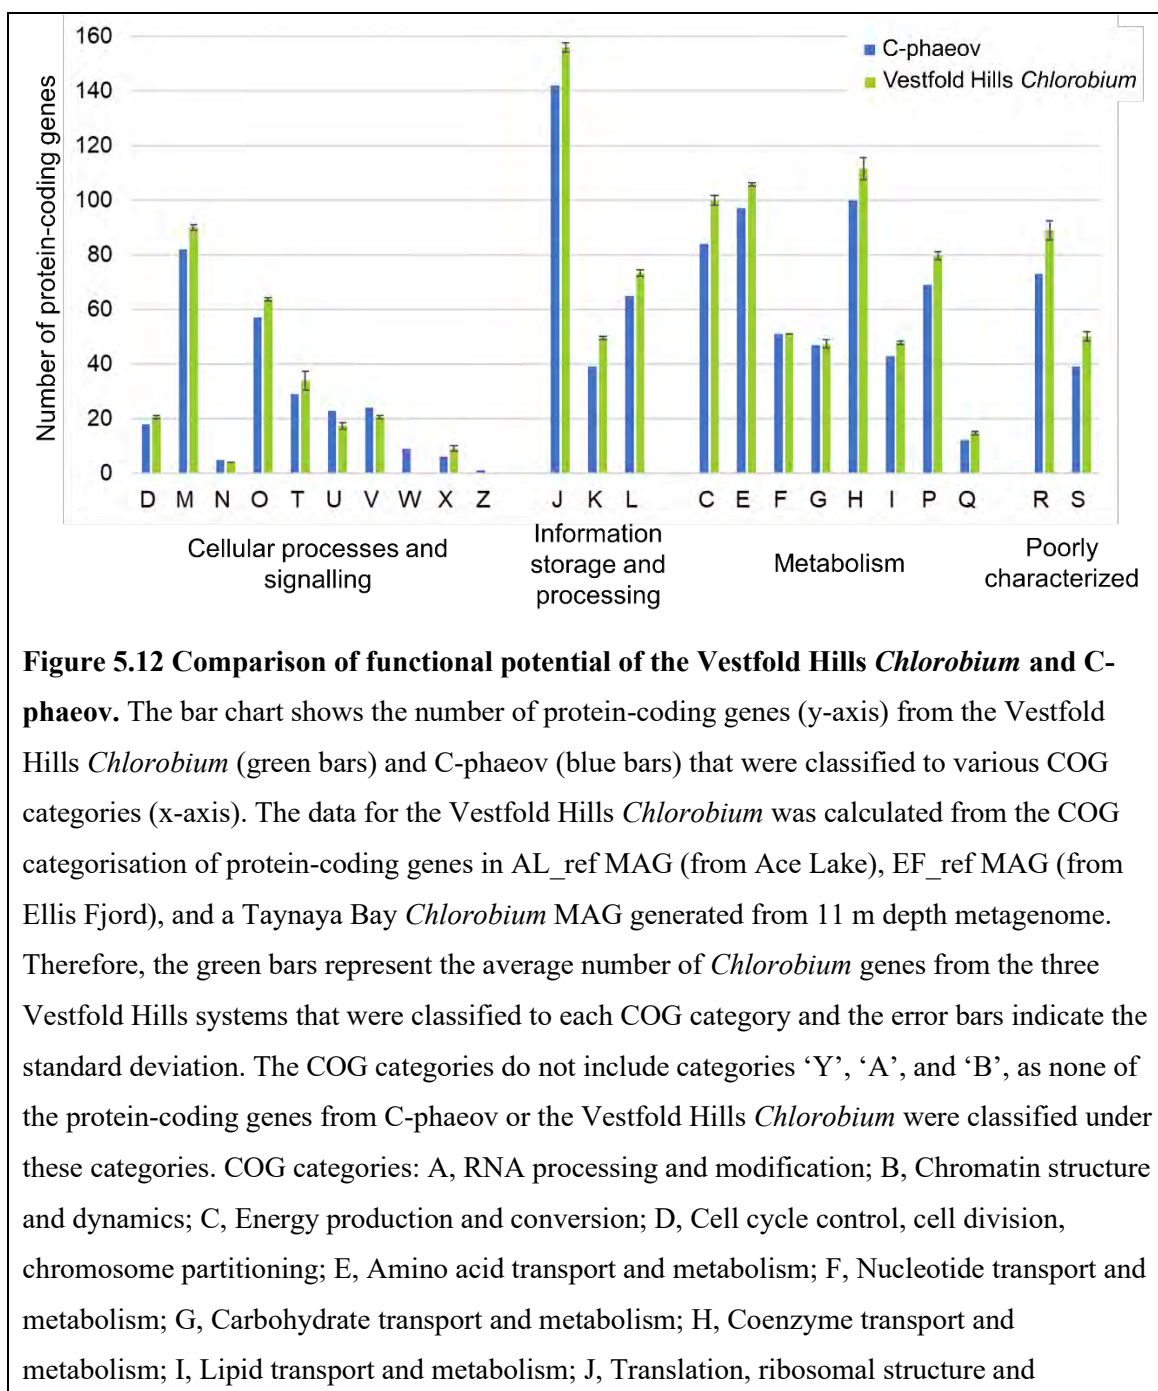 160
140
120
100
80
60
40
20
0
Number of protein-coding genes
C-phaeov
Vestfold Hills Chlorobium
D M N O T U V W X Z J K L C E F G H I P Q R S
Cellular processes and
signalling
Information
storage and
processing
Metabolism
Poorly
characterized
Figure 5.12 Comparison of functional potential of the Vestfold Hills Chlorobium and C-
phaeov. The bar chart shows the number of protein-coding genes (y-axis) from the Vestfold
Hills Chlorobium (green bars) and C-phaeov (blue bars) that were classified to various COG
categories (x-axis). The data for the Vestfold Hills Chlorobium was calculated from the COG
categorisation of protein-coding genes in AL_ref MAG (from Ace Lake), EF_ref MAG (from
Ellis Fjord), and a Taynaya Bay Chlorobium MAG generated from 11 m depth metagenome.
Therefore, the green bars represent the average number of Chlorobium genes from the three
Vestfold Hills systems that were classified to each COG category and the error bars indicate the
standard deviation. The COG categories do not include categories ‘Y’, ‘A’, and ‘B’, as none of
the protein-coding genes from C-phaeov or the Vestfold Hills Chlorobium were classified under
these categories. COG categories: A, RNA processing and modification; B, Chromatin structure
and dynamics; C, Energy production and conversion; D, Cell cycle control, cell division,
chromosome partitioning; E, Amino acid transport and metabolism; F, Nucleotide transport and
metabolism; G, Carbohydrate transport and metabolism; H, Coenzyme transport and
metabolism; I, Lipid transport and metabolism; J, Translation, ribosomal structure and